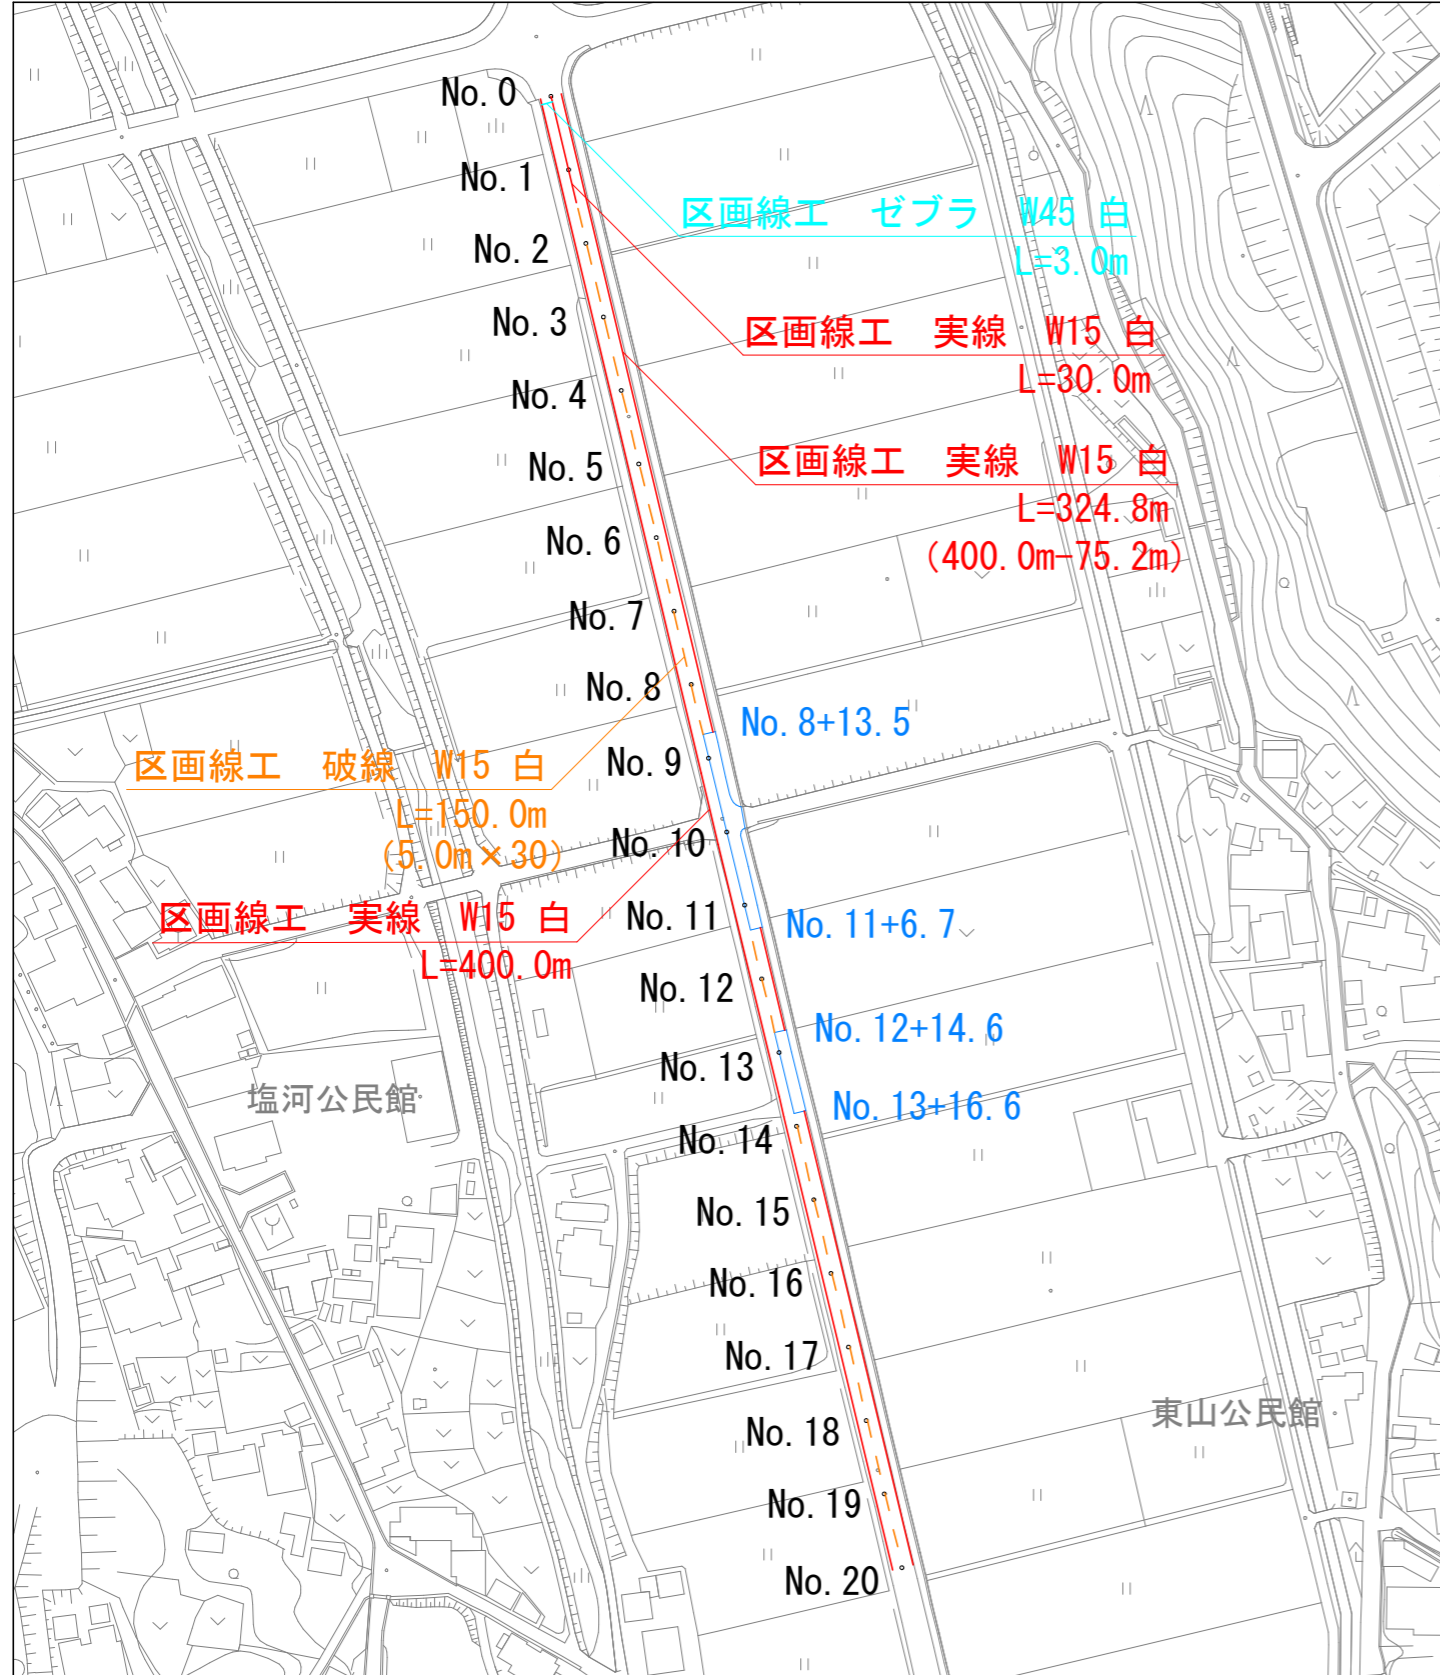 No.0
No.1
区画線工　ゼブラ　W45 白
L=3.0m
No.2
No.3
区画線工　実線　W15 白
L=30.0m
No.4
No.5
区画線工　実線　W15 白
L=324.8m
(400.0m-75.2m)
No.6
No.7
No.8
No.8+13.5
No.9
区画線工　破線　W15 白
L=150.0m
(5.0m×30)
No.10
区画線工　実線　W15 白
L=400.0m
No.11
No.11+6.7
No.12
No.12+14.6
No.13
塩河公民館
No.13+16.6
No.14
No.15
No.16
No.17
東山公民館
No.18
No.19
No.20